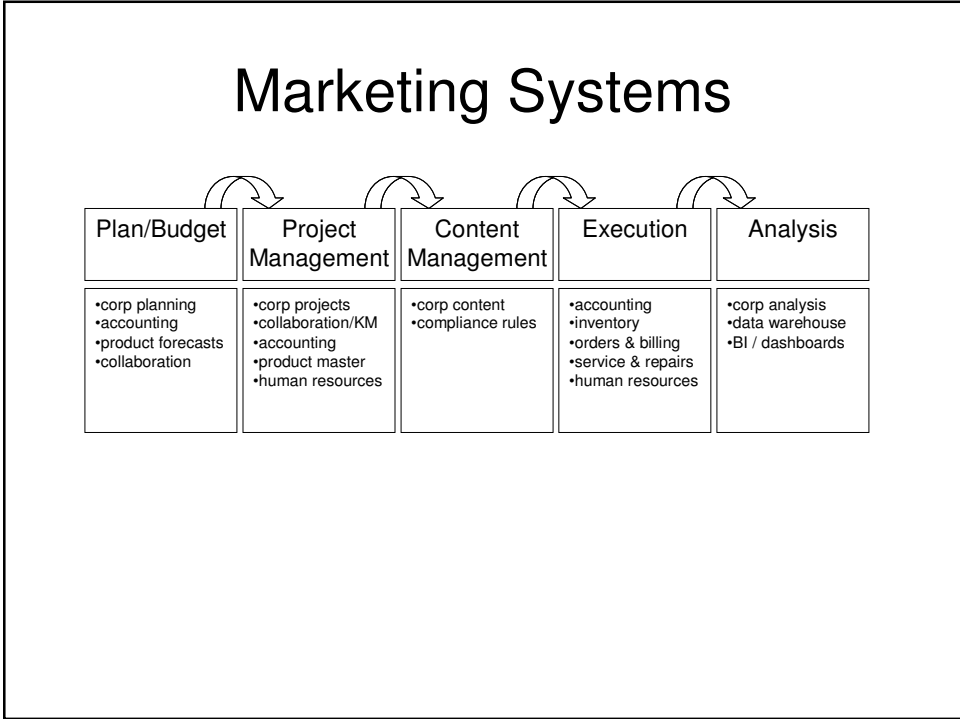 Marketing Systems
Plan/Budget
Project
Management
Content
Management
Execution
Analysis
•corp planning
•accounting
•product forecasts
•collaboration
•corp projects
•collaboration/KM
•accounting
•product master
•human resources
•corp content
•compliance rules
•accounting
•inventory
•orders & billing
•service & repairs
•human resources
•corp analysis
•data warehouse
•BI / dashboards